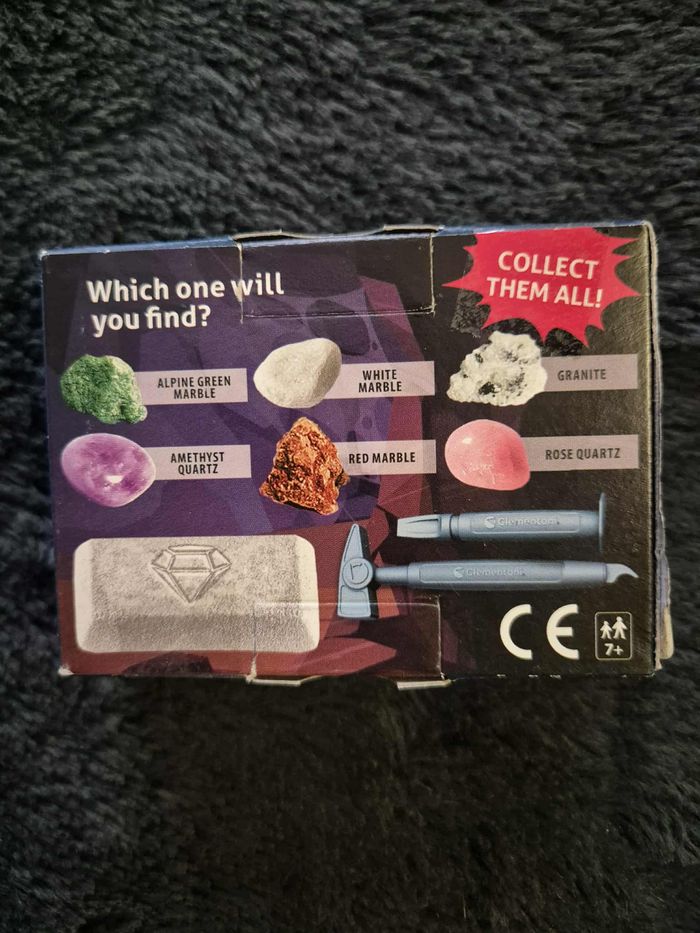 Which one will
you find?
COLLECT
THEM ALL!
ALPINE GREEN
MARBLE
WHITE
MARBLE
GRANITE
AMETHYST
QUARTZ
RED MARBLE
ROSE QUARTZ
Clementoni
Clementoni
CE
7+